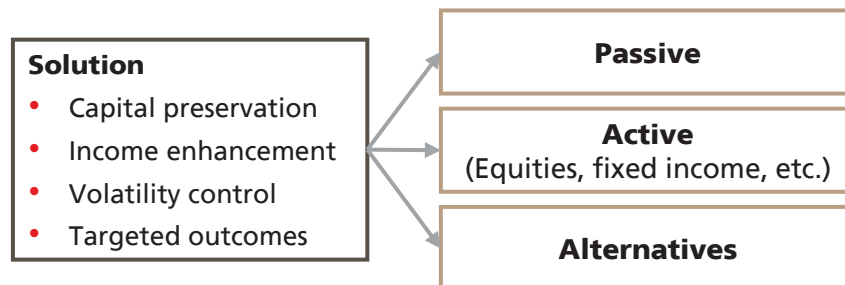 Solution
• Capital preservation
• Income enhancement
• Volatility control
• Targeted outcomes
Passive
Active
(Equities, fixed income, etc.)
Alternatives